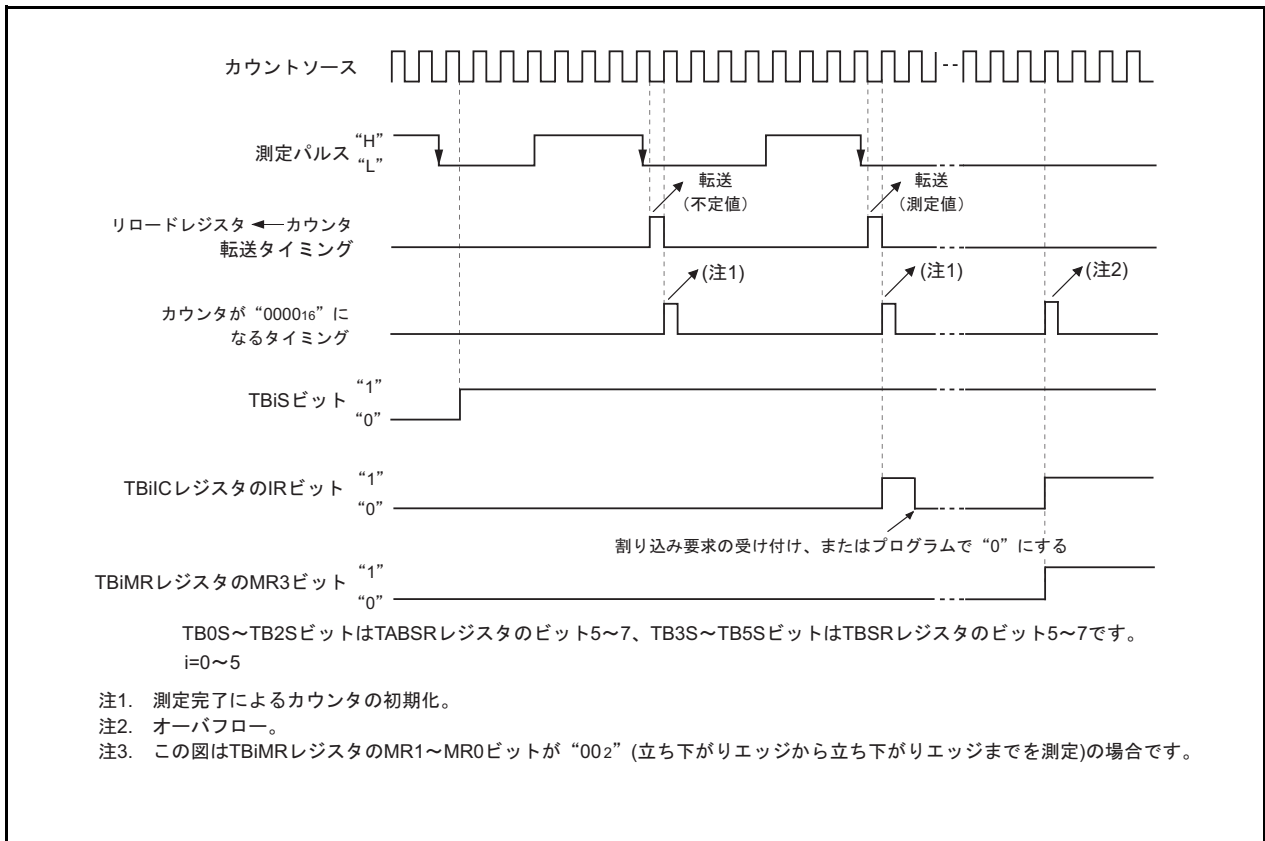 カウントソース
測定パルス “H”
“L”
転送
(不定値)
転送
(測定値)
リロードレジスタ ← カウンタ
転送タイミング
(注1)
(注1)
(注2)
カウンタが“0000₁₆”に
なるタイミング
TBiSビット “1”
“0”
TBiICレジスタのIRビット “1”
“0”
割り込み要求の受け付け、またはプログラムで“0”にする
TBiMRレジスタのMR3ビット “1”
“0”
TB0S～TB2SビットはTABSRレジスタのビット5～7、TB3S～TB5SビットはTBSRレジスタのビット5～7です。
i=0～5
注1. 測定完了によるカウンタの初期化。
注2. オーバフロー。
注3. この図はTBiMRレジスタのMR1～MR0ビットが“00₂”(立ち下がりエッジから立ち下がりエッジまでを測定)の場合です。